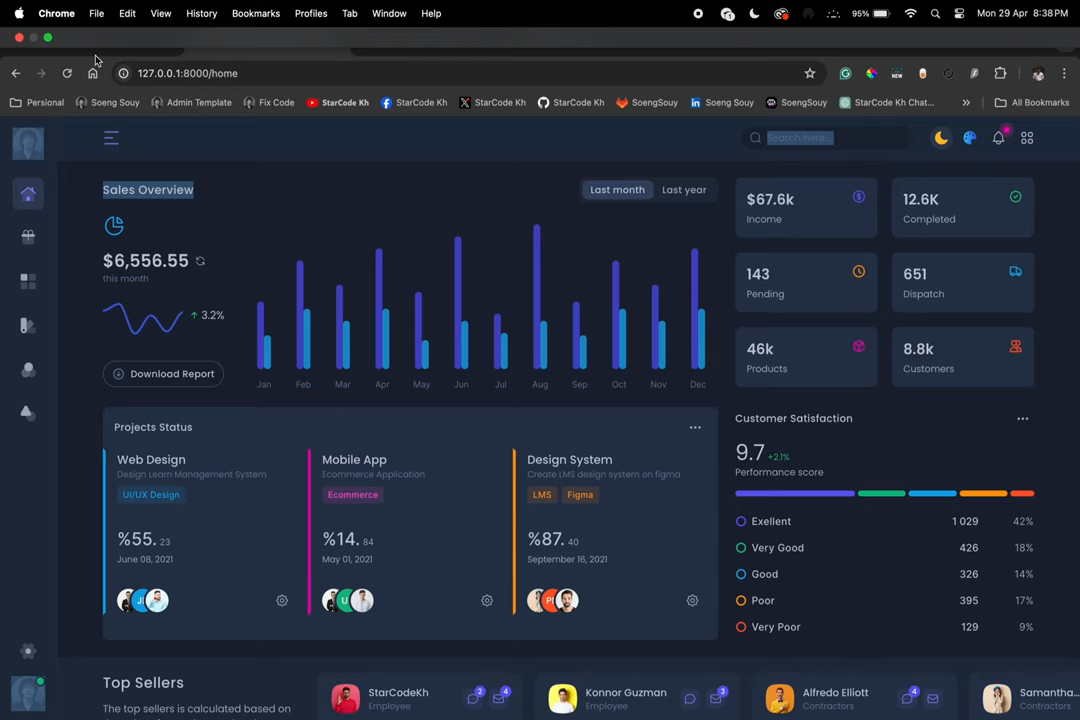 Chrome File Edit View History Bookmarks Profiles Tab Window Help 95% Mon 29 Apr 8:38PM
127.0.0.1:8000/home
Persional Soeng Souy Admin Template Fix Code StarCode Kh StarCode Kh StarCode Kh StarCode Kh SoengSouy Soeng Souy SoengSouy StarCode Kh Chat... » All Bookmarks
Search here...
Sales Overview
Last month Last year
$6,556.55
this month
3.2%
Download Report
Jan Feb Mar Apr May Jun Jul Aug Sep Oct Nov Dec
$67.6k
Income
12.6K
Completed
143
Pending
651
Dispatch
46k
Products
8.8k
Customers
Projects Status
Web Design
Design Learn Management System
UI/UX Design
%55. 23
June 08, 2021
Mobile App
Ecommerce Application
Ecommerce
%14. 84
May 01, 2021
U
Design System
Create LMS design system on figma
LMS Figma
%87. 40
September 16, 2021
Customer Satisfaction
9.7 +2.1%
Performance score
Exellent 1 029 42%
Very Good 426 18%
Good 326 14%
Poor 395 17%
Very Poor 129 9%
Top Sellers
The top sellers is calculated based on
StarCodeKh
Employee
2 4
Konnor Guzman
Employee
3
Alfredo Elliott
Contractors
4
Samantha...
Contractors